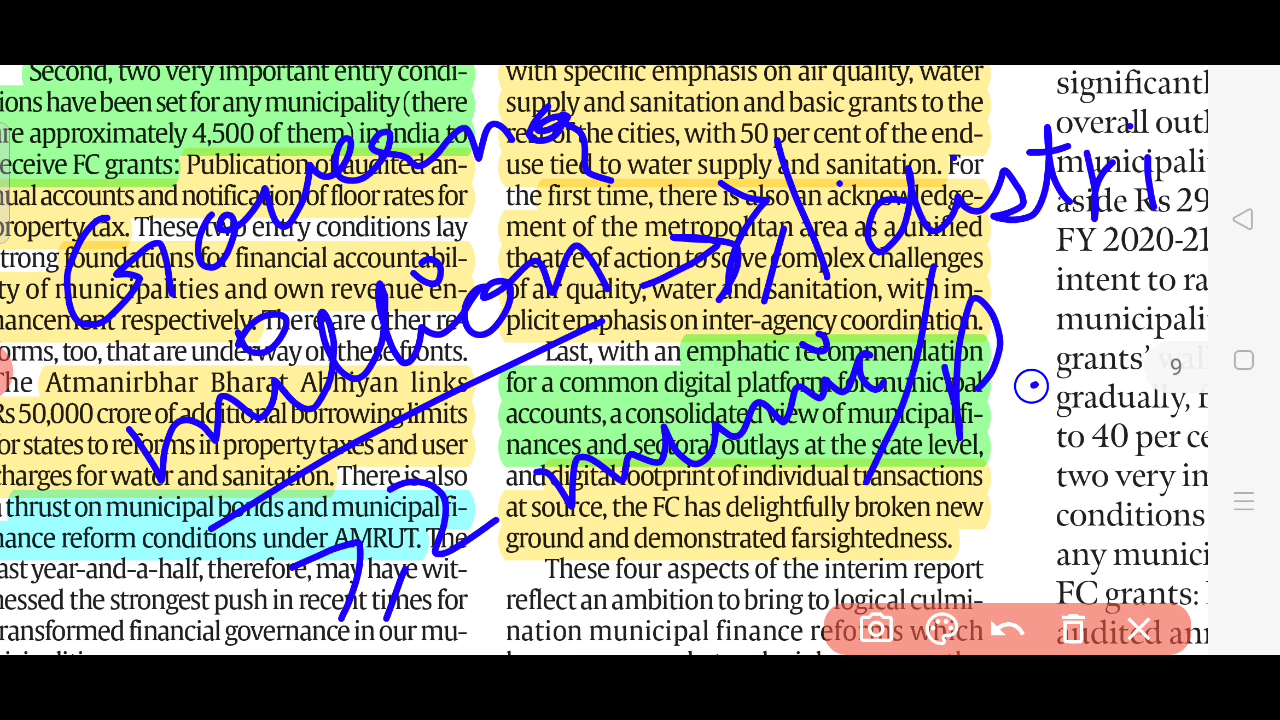 Second, two very important entry condi-
ions have been set for any municipality (there
re approximately 4,500 of them) in India to
eceive FC grants: Publication of audited an-
ual accounts and notification of floor rates for
property tax. These two entry conditions lay
trong foundations for financial accountabil-
ty of municipalities and own revenue en-
nancement respectively. There are other re-
orms, too, that are underway on these fronts.
The Atmanirbhar Bharat Abhiyan links
Rs 50,000 crore of additional borrowing limits
or states to reforms in property taxes and user
charges for water and sanitation. There is also
thrust on municipal bonds and municipal fi-
nance reform conditions under AMRUT. The
ast year-and-a-half, therefore, may have wit-
nessed the strongest push in recent times for
transformed financial governance in our mu-
with specific emphasis on air quality, water
supply and sanitation and basic grants to the
rest of the cities, with 50 per cent of the end-
use tied to water supply and sanitation. For
the first time, there is also an acknowledge-
ment of the metropolitan area as a unified
theatre of action to solve complex challenges
of air quality, water and sanitation, with im-
plicit emphasis on inter-agency coordination.
Last, with an emphatic recommendation
for a common digital platform for municipal
accounts, a consolidated view of municipal fi-
nances and sectoral outlays at the state level,
and digital footprint of individual transactions
at source, the FC has delightfully broken new
ground and demonstrated farsightedness.
These four aspects of the interim report
reflect an ambition to bring to logical culmi-
nation municipal finance reforms which
significantl
overall outl
municipali
aside Rs 29
FY 2020-21
intent to ra
municipali
grants'
gradually,
to 40 per ce
two very in
conditions
any munici
FC grants:
audited ann
million
municip
9